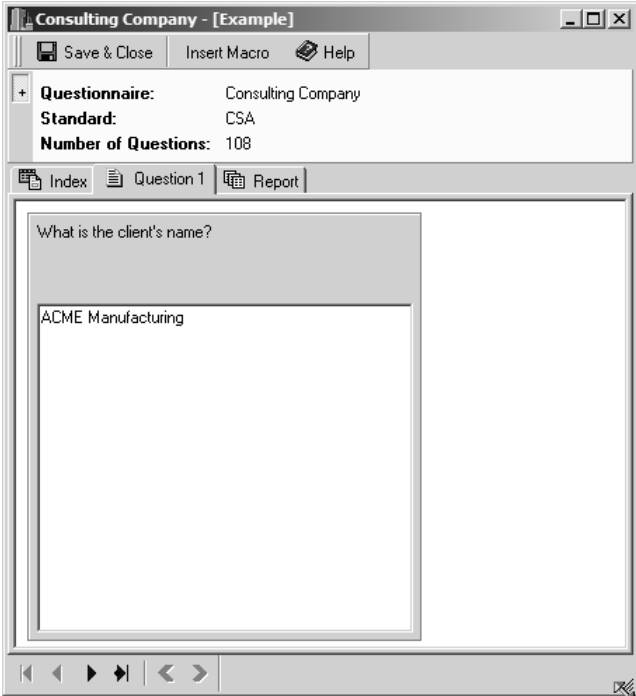 Consulting Company - [Example]
Save & Close Insert Macro Help
Questionnaire: Consulting Company
Standard: CSA
Number of Questions: 108
Index Question 1 Report
What is the client's name?
ACME Manufacturing